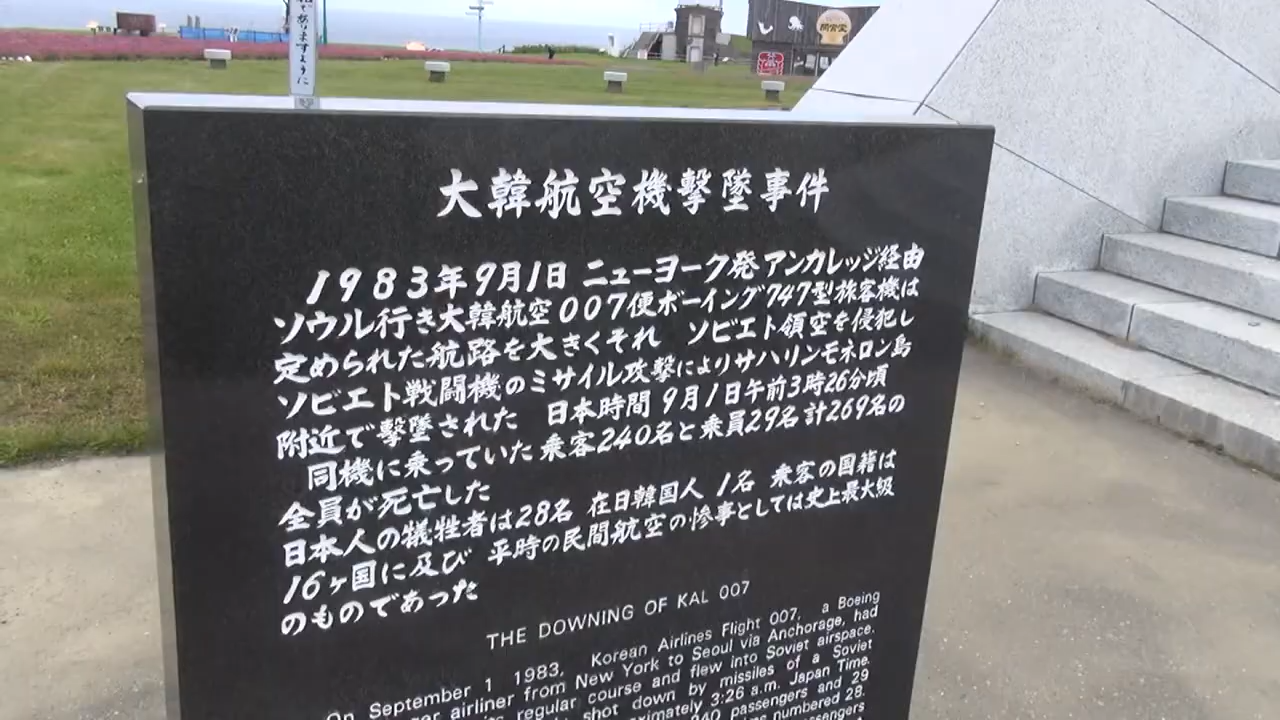 ますように
間宮堂
大韓航空機撃墜事件
1983年9月1日 ニューヨーク発アンカレッジ経由
ソウル行き大韓航空007便ボーイング747型旅客機は
定められた航路を大きくそれ ソビエト領空を侵犯し
ソビエト戦闘機のミサイル攻撃によりサハリンモネロン島
附近で撃墜された 日本時間9月1日午前3時26分頃
同機に乗っていた乗客240名と乗員29名計269名の
全員が死亡した
日本人の犠牲者は28名 在日韓国人 1名 乗客の国籍は
16ヶ国に及び 平時の民間航空の惨事としては史上最大級
のものであった
THE DOWNING OF KAL 007
On September 1 1983, Korean Airlines Flight 007, a Boeing
airliner from New York to Seoul via Anchorage, had
regular course and flew into Soviet airspace.
shot down by missiles of a Soviet
3:26 a.m. Japan Time.
240 passengers and 29
numbered 28.
passengers